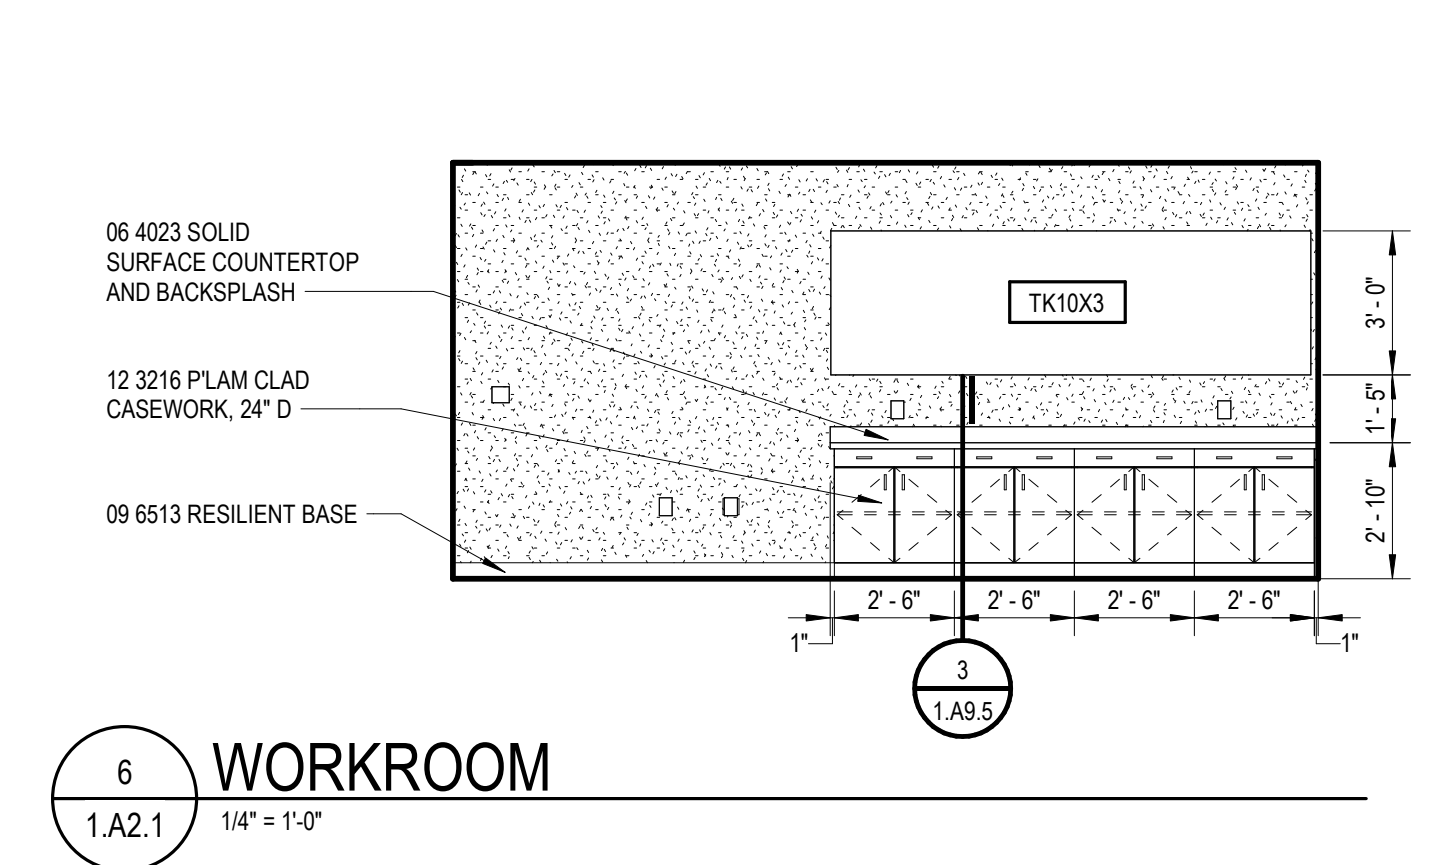 06 4023 SOLID
SURFACE COUNTERTOP
AND BACKSPLASH
12 3216 P'LAM CLAD
CASEWORK, 24" D
09 6513 RESILIENT BASE
TK10X3
3' - 0"
1' - 5"
2' - 10"
2' - 6"
2' - 6"
2' - 6"
2' - 6"
1"
1"
3
1.A9.5
6
1.A2.1
WORKROOM
1/4" = 1'-0"